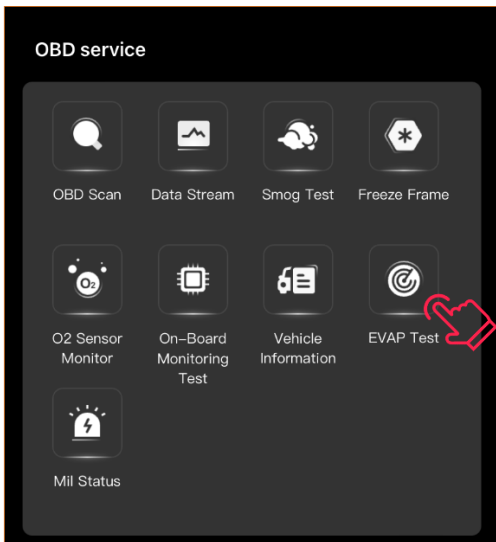 OBD service
OBD Scan
Data Stream
Smog Test
Freeze Frame
O2 Sensor
Monitor
On-Board
Monitoring
Test
Vehicle
Information
EVAP Test
Mil Status